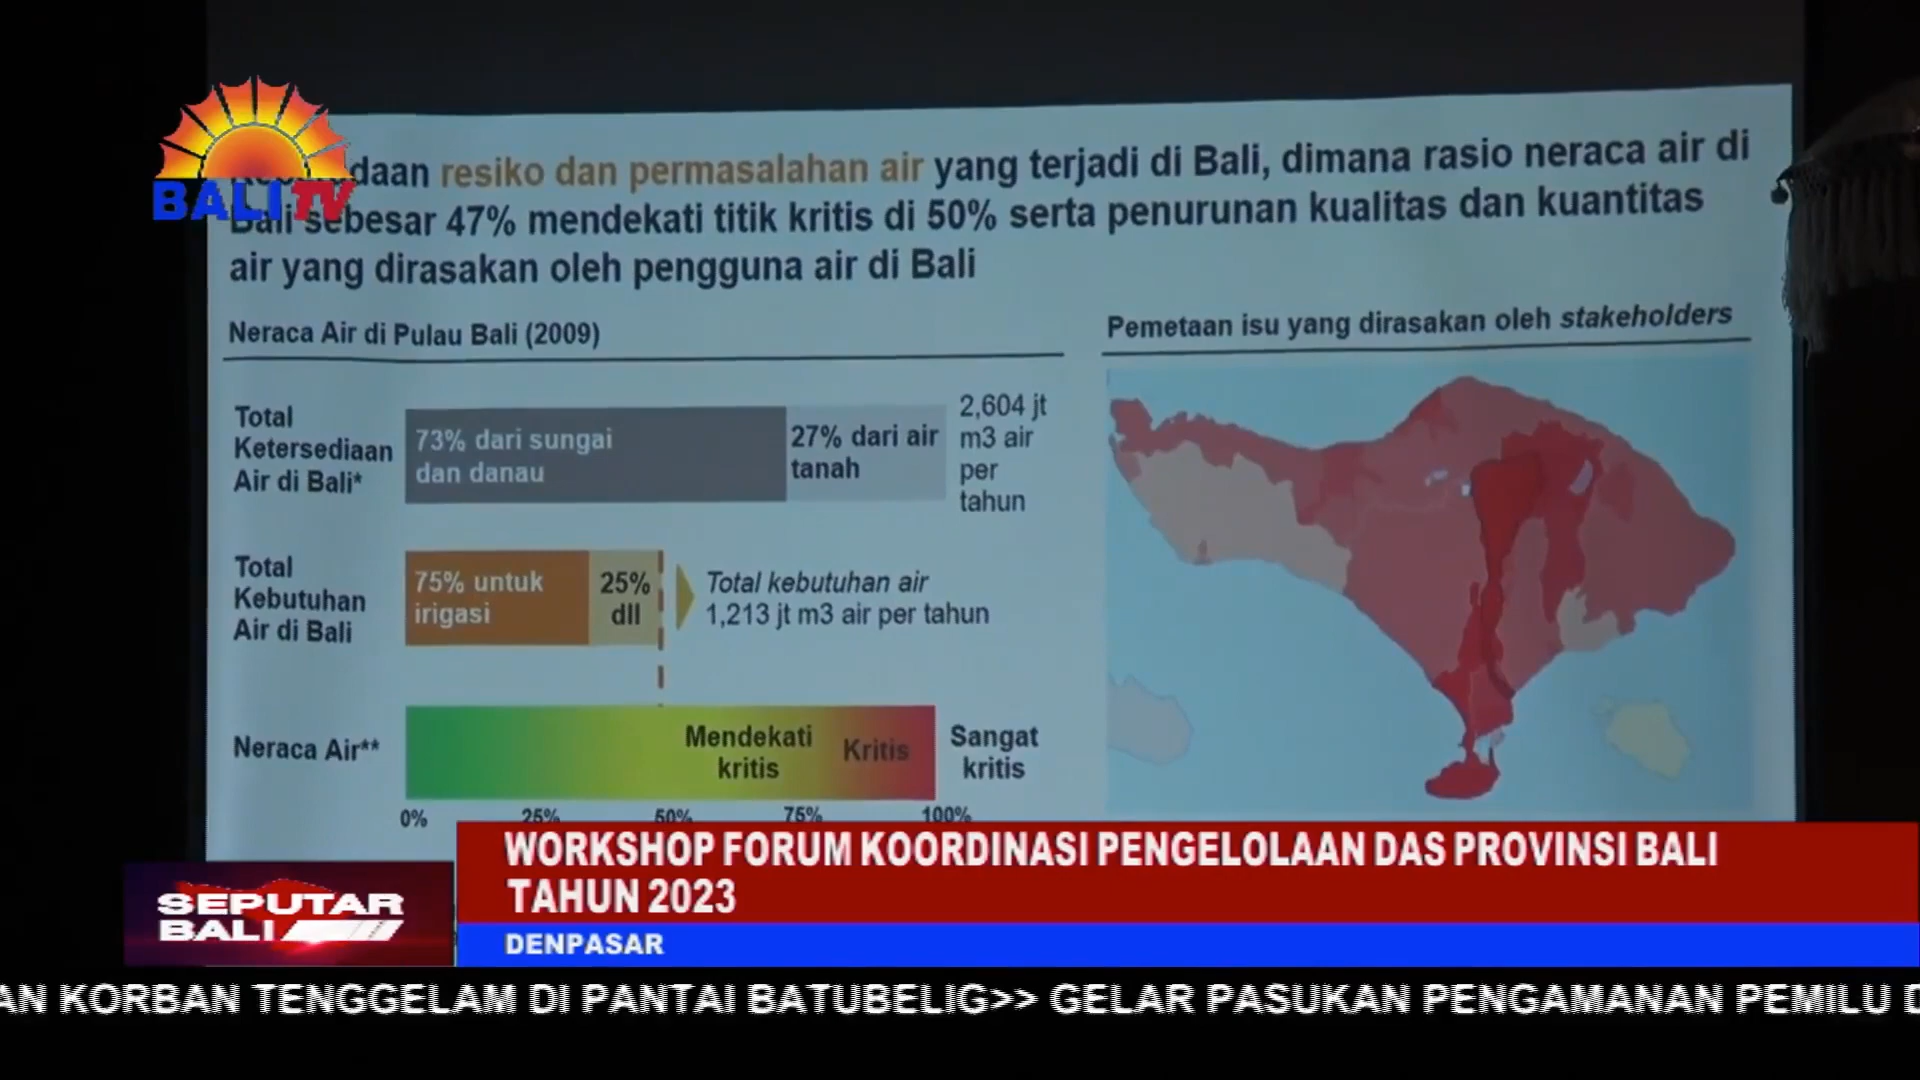 BALI TV
daan resiko dan permasalahan air yang terjadi di Bali, dimana rasio neraca air di
Bali sebesar 47% mendekati titik kritis di 50% serta penurunan kualitas dan kuantitas
air yang dirasakan oleh pengguna air di Bali
Neraca Air di Pulau Bali (2009)
Total
Ketersediaan
Air di Bali*
73% dari sungai
dan danau
27% dari air
tanah
2,604 jt
m3 air
per
tahun
Total
Kebutuhan
Air di Bali
75% untuk
irigasi
25%
dll
Total kebutuhan air
1,213 jt m3 air per tahun
Neraca Air**
Mendekati
kritis
Kritis
Sangat
kritis
0% 25% 50% 75% 100%
Pemetaan isu yang dirasakan oleh stakeholders
WORKSHOP FORUM KOORDINASI PENGELOLAAN DAS PROVINSI BALI
TAHUN 2023
SEPUTAR
BALI
DENPASAR
AN KORBAN TENGGELAM DI PANTAI BATUBELIG>> GELAR PASUKAN PENGAMANAN PEMILU D